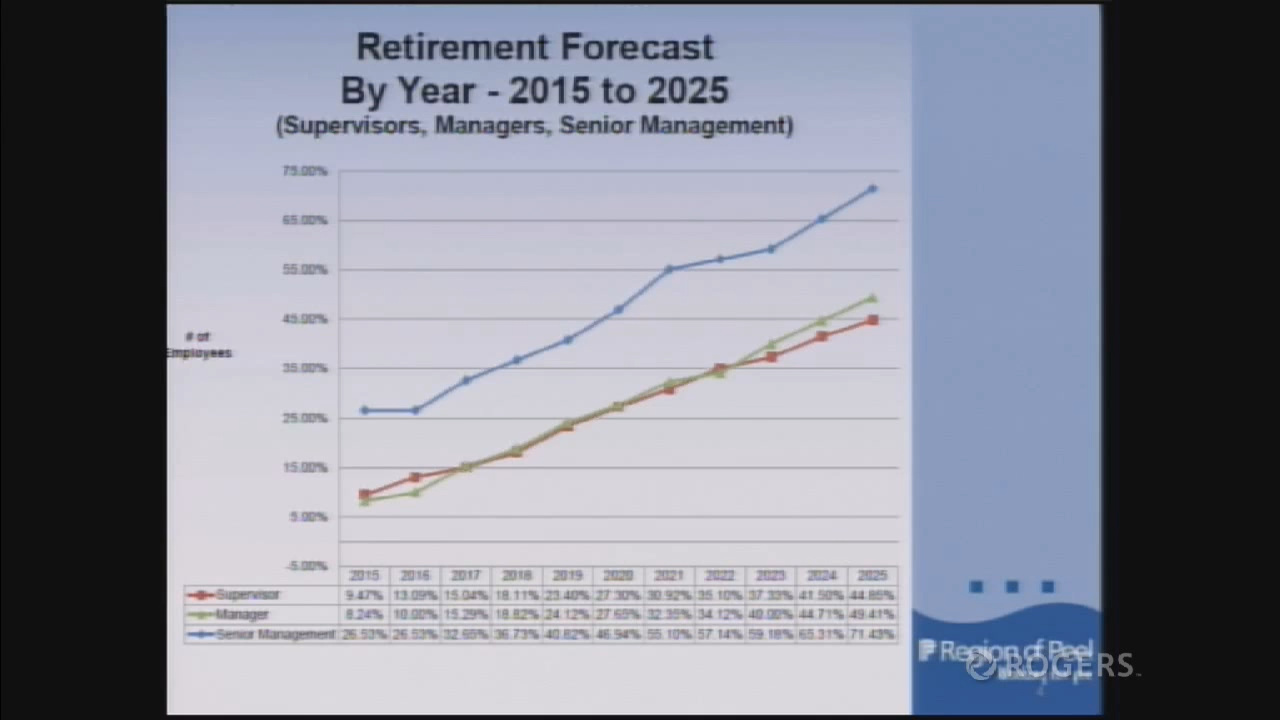 Retirement Forecast
By Year - 2015 to 2025
(Supervisors, Managers, Senior Management)
75.00%
65.00%
55.00%
45.00%
35.00%
25.00%
15.00%
5.00%
-5.00%
# of
Employees
2015 2016 2017 2018 2019 2020 2021 2022 2023 2024 2025
Supervisor 9.47% 13.09% 15.04% 18.11% 23.40% 27.30% 30.92% 35.10% 37.33% 41.50% 44.85%
Manager 8.24% 10.00% 15.29% 18.82% 24.12% 27.65% 32.35% 34.12% 40.00% 44.71% 49.41%
Senior Management 26.53% 26.53% 32.65% 36.73% 40.82% 46.94% 55.10% 57.14% 59.18% 65.31% 71.43%
Region of Peel
ROGERS™